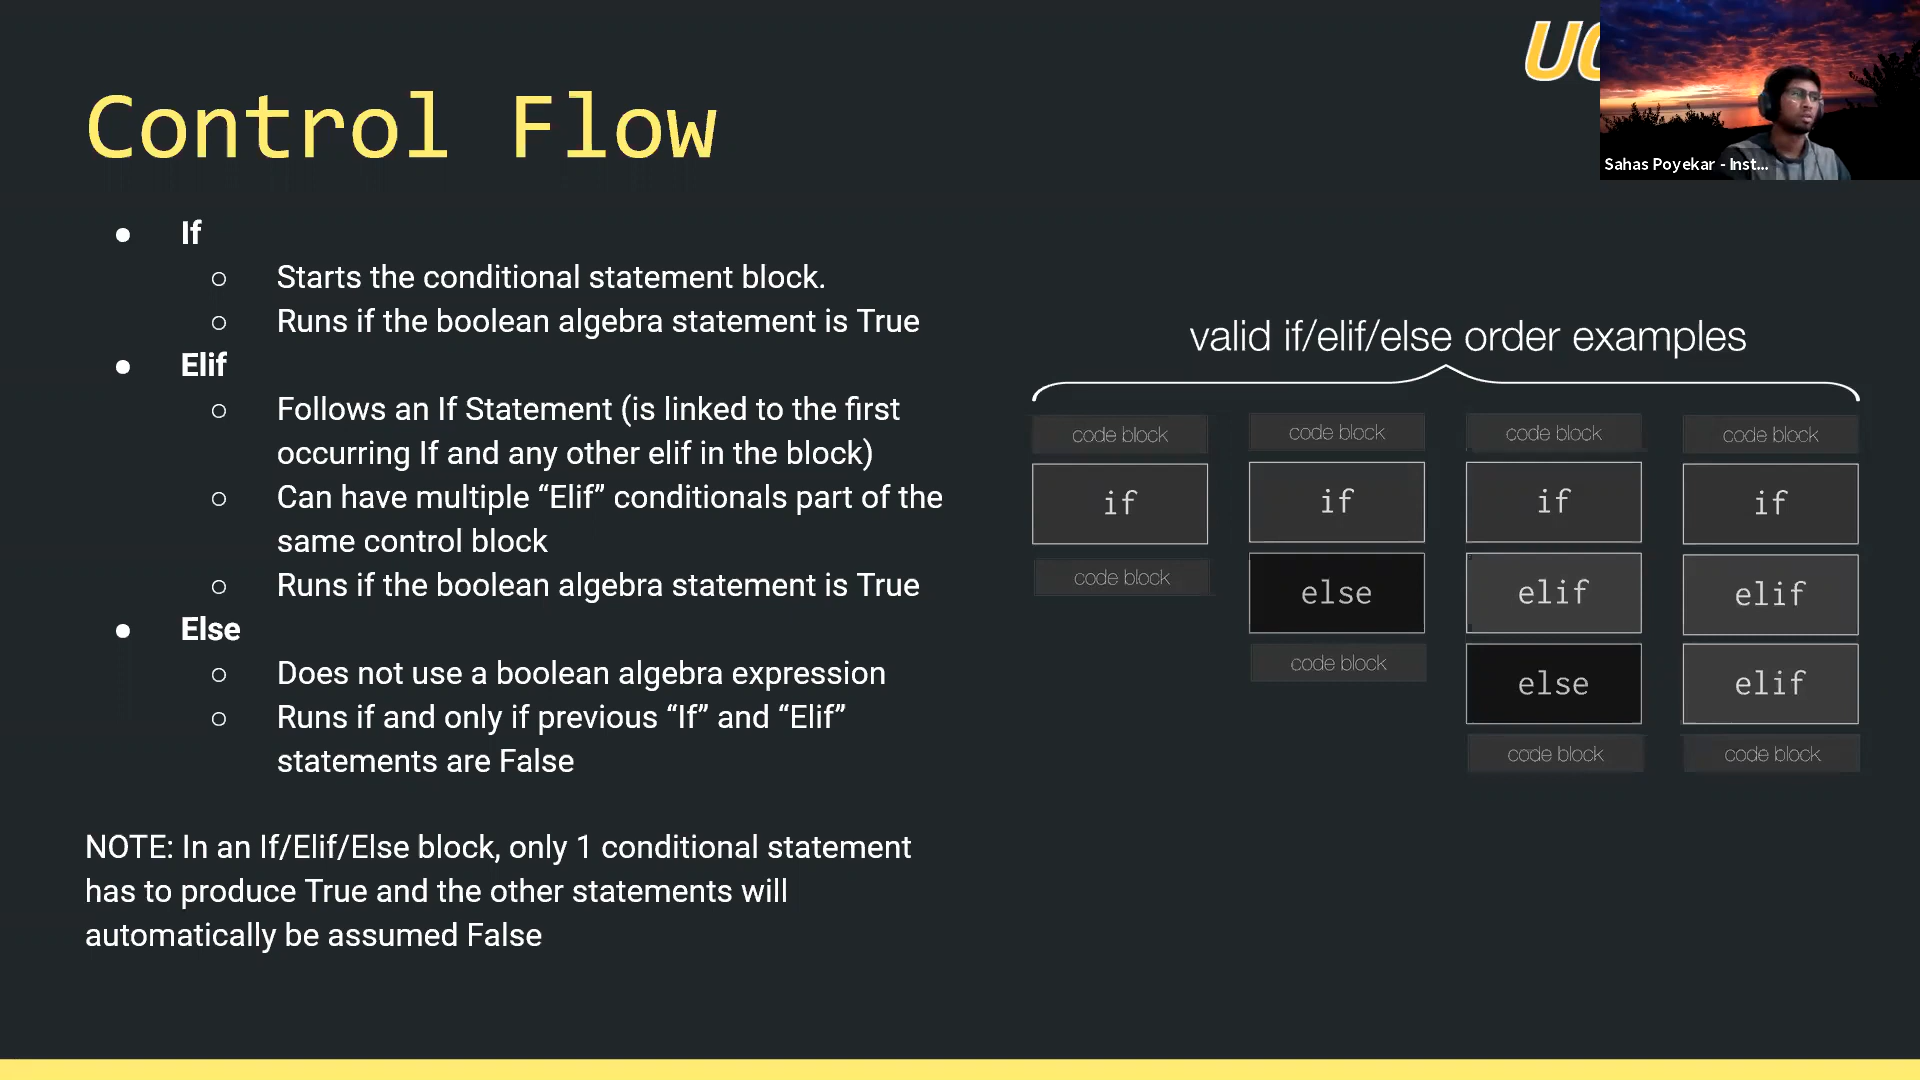 UC
Sahas Poyekar - Inst...
Control Flow
● If
○ Starts the conditional statement block.
○ Runs if the boolean algebra statement is True
● Elif
○ Follows an If Statement (is linked to the first
occurring If and any other elif in the block)
○ Can have multiple “Elif” conditionals part of the
same control block
○ Runs if the boolean algebra statement is True
● Else
○ Does not use a boolean algebra expression
○ Runs if and only if previous “If” and “Elif”
statements are False
NOTE: In an If/Elif/Else block, only 1 conditional statement
has to produce True and the other statements will
automatically be assumed False
valid if/elif/else order examples
code block
if
code block
code block
if
else
code block
code block
if
elif
else
code block
code block
if
elif
elif
code block